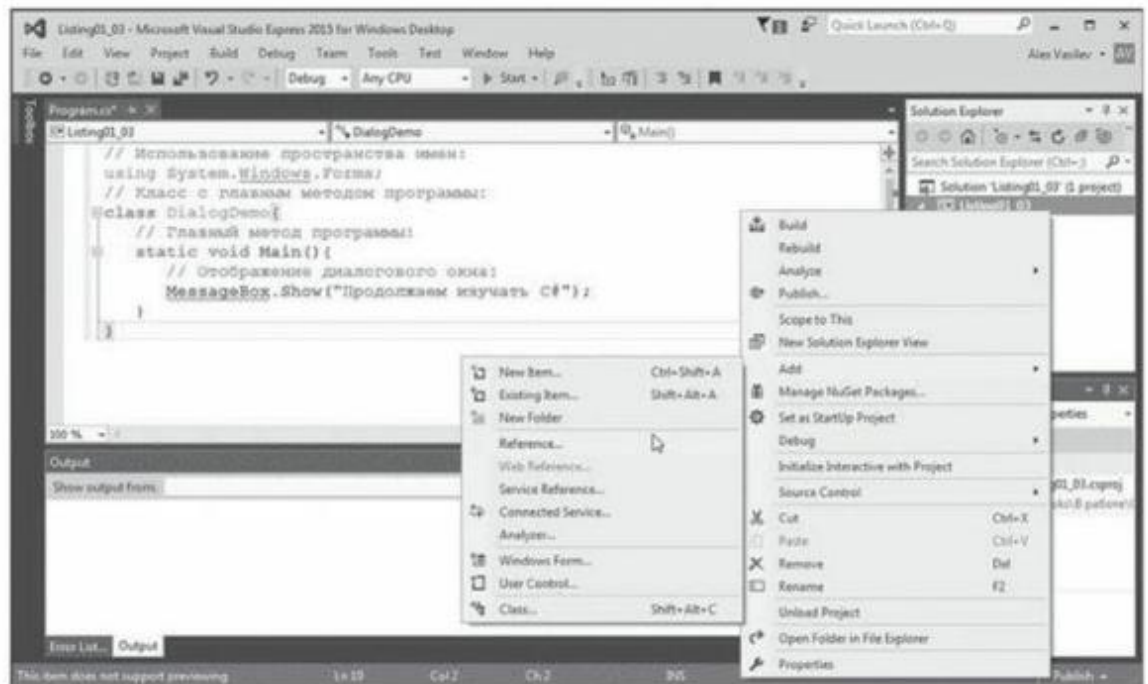 Listing01_03 - Microsoft Visual Studio Express 2015 for Windows Desktop
Quick Launch (Ctrl+Q)
File Edit View Project Build Debug Team Tools Test Window Help
Alex Vasilev
AV
Debug Any CPU Start
Toolbox
Program.cs*
Listing01_03 DialogDemo Main()
// Использование пространства имен:
using System.Windows.Forms;
// Класс с главным методом программы:
class DialogDemo{
// Главный метод программы:
static void Main(){
// Отображение диалогового окна:
MessageBox.Show("Продолжаем изучать C#");
}
}
100 %
Output
Show output from:
Error List... Output
Solution Explorer
Search Solution Explorer (Ctrl+;)
Solution 'Listing01_03' (1 project)
Listing01_03
Build
Rebuild
Analyze
Publish...
Scope to This
New Solution Explorer View
Add
Manage NuGet Packages...
Set as StartUp Project
Debug
Initialize Interactive with Project
Source Control
Cut Ctrl+X
Paste Ctrl+V
Remove Del
Rename F2
Unload Project
Open Folder in File Explorer
Properties
New Item... Ctrl+Shift+A
Existing Item... Shift+Alt+A
New Folder
Reference...
Web Reference...
Service Reference...
Connected Service...
Analyzer...
Windows Form...
User Control...
Class... Shift+Alt+C
perties
g01_03.csproj
This item does not support previewing Ln 10 Col 2 Ch 2 INS Publish